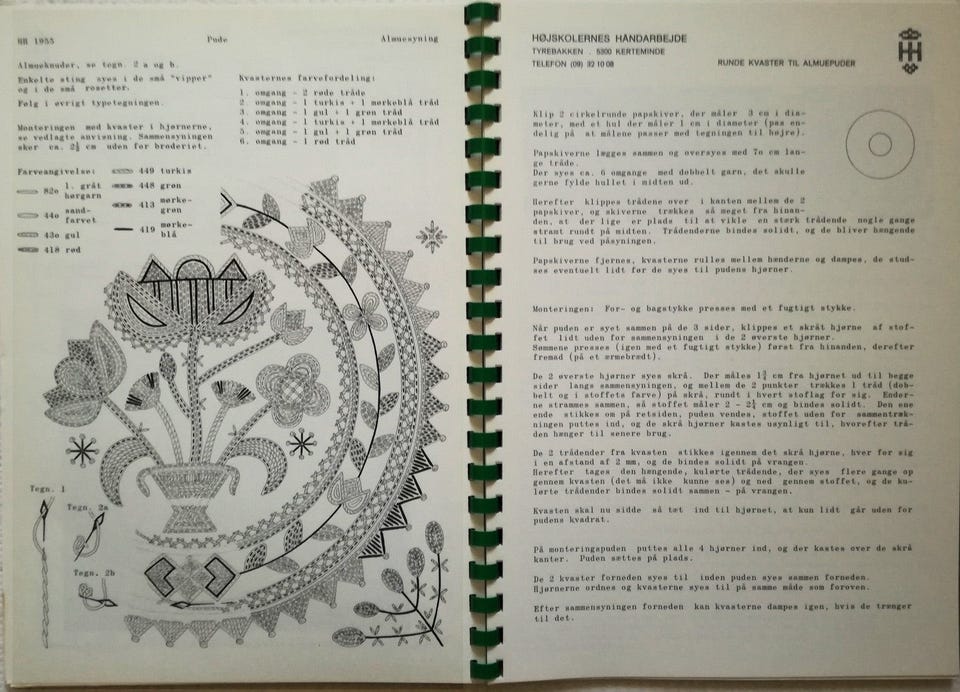 HR 1955 Pude Almuesyning
Almueknuder, se tegn. 2 a og b.
Enkelte sting syes i de små "vipper"
og i de små rosetter.
Følg i øvrigt typetegningen.
Monteringen med kvaster i hjørnerne,
se vedlagte anvisning. Sammensyningen
sker ca. 2½ cm uden for broderiet.
Kvasternes farvefordeling:
1. omgang - 2 røde tråde
2. omgang - 1 turkis + 1 mørkeblå tråd
3. omgang - 1 gul + 1 grøn tråd
4. omgang - 1 turkis + 1 mørkeblå tråd
5. omgang - 1 gul + 1 grøn tråd
6. omgang - 1 rød tråd
Farveangivelse:
82o l. gråt
hørgarn
44o sand-
farvet
43o gul
418 rød
449 turkis
448 grøn
413 mørke-
grøn
419 mørke-
blå
Tegn. 1
Tegn. 2a
Tegn. 2b
HØJSKOLERNES HÅNDARBEJDE
TYREBAKKEN . 5300 KERTEMINDE
TELEFON (09) 32 10 08 RUNDE KVASTER TIL ALMUEPUDER
Klip 2 cirkelrunde papskiver, der måler 3 cm i dia-
meter, med et hul der måler 1 cm i diameter (pas en-
delig på at målene passer med tegningen til højre).
Papskiverne lægges sammen og oversyes med 7o cm lan-
ge tråde.
Der syes ca. 6 omgange med dobbelt garn, det skulle
gerne fylde hullet i midten ud.
Herefter klippes trådene over i kanten mellem de 2
papskiver, og skiverne trækkes så meget fra hinan-
den, at der lige er plads til at vikle en stærk trådende nogle gange
stramt rundt på midten. Trådenderne bindes solidt, og de bliver hængende
til brug ved påsyningen.
Papskiverne fjernes, kvasterne rulles mellem hænderne og dampes, de stud-
ses eventuelt lidt før de syes til pudens hjørner.
Monteringen: For- og bagstykke presses med et fugtigt stykke.
Når puden er syet sammen på de 3 sider, klippes et skråt hjørne af stof-
fet lidt uden for sammensyningen i de 2 øverste hjørner.
Sømmene presses (igen med et fugtigt stykke) først fra hinanden, derefter
fremad (på et ærmebrædt).
De 2 øverste hjørner syes skrå. Der måles 1¾ cm fra hjørnet ud til begge
sider langs sammensyningen, og mellem de 2 punkter trækkes 1 tråd (dob-
belt og i stoffets farve) på skrå, rundt i hvert stoflag for sig. Ender-
ne strammes sammen, så stoffet måler 2 - 2¼ cm og bindes solidt. Den ene
ende stikkes om på retsiden, puden vendes, stoffet uden for sammentræk-
ningen puttes ind, og de skrå hjørner kastes usynligt til, hvorefter trå-
den hænger til senere brug.
De 2 trådender fra kvasten stikkes igennem det skrå hjørne, hver for sig
i en afstand af 2 mm, og de bindes solidt på vrangen.
Herefter tages den hængende, kulørte trådende, der syes flere gange op
gennem kvasten (det må ikke kunne ses) og ned gennem stoffet, og de ku-
lørte trådender bindes solidt sammen - på vrangen.
Kvasten skal nu sidde så tæt ind til hjørnet, at kun lidt går uden for
pudens kvadrat.
På monteringspuden puttes alle 4 hjørner ind, og der kastes over de skrå
kanter. Puden sættes på plads.
De 2 kvaster forneden syes til inden puden syes sammen forneden.
Hjørnerne ordnes og kvasterne syes til på samme måde som foroven.
Efter sammensyningen forneden kan kvasterne dampes igen, hvis de trænger
til det.